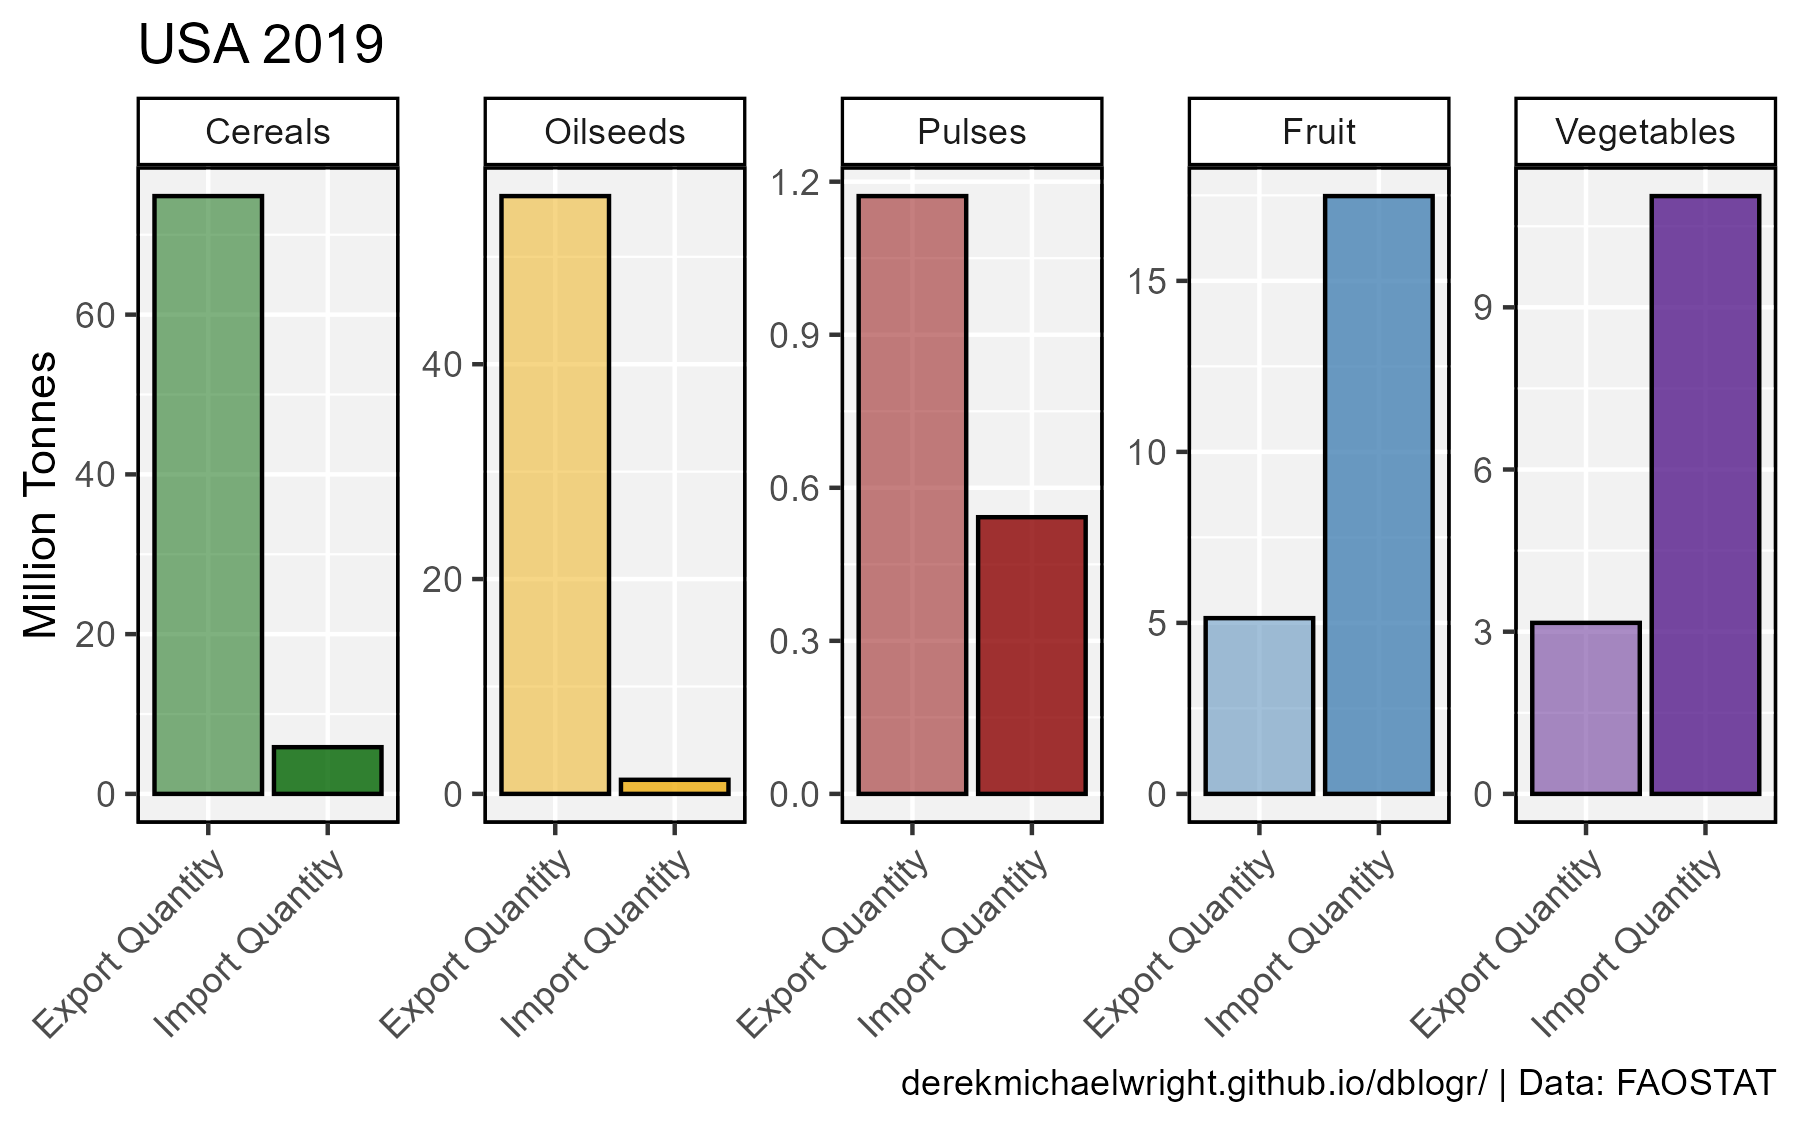 USA 2019
Cereals
Oilseeds
Pulses
Fruit
Vegetables
Million Tonnes
60
40
20
0
40
20
0
1.2
0.9
0.6
0.3
0.0
15
10
5
0
9
6
3
0
Export Quantity
Import Quantity
Export Quantity
Import Quantity
Export Quantity
Import Quantity
Export Quantity
Import Quantity
Export Quantity
Import Quantity
derekmichaelwright.github.io/dblogr/ | Data: FAOSTAT